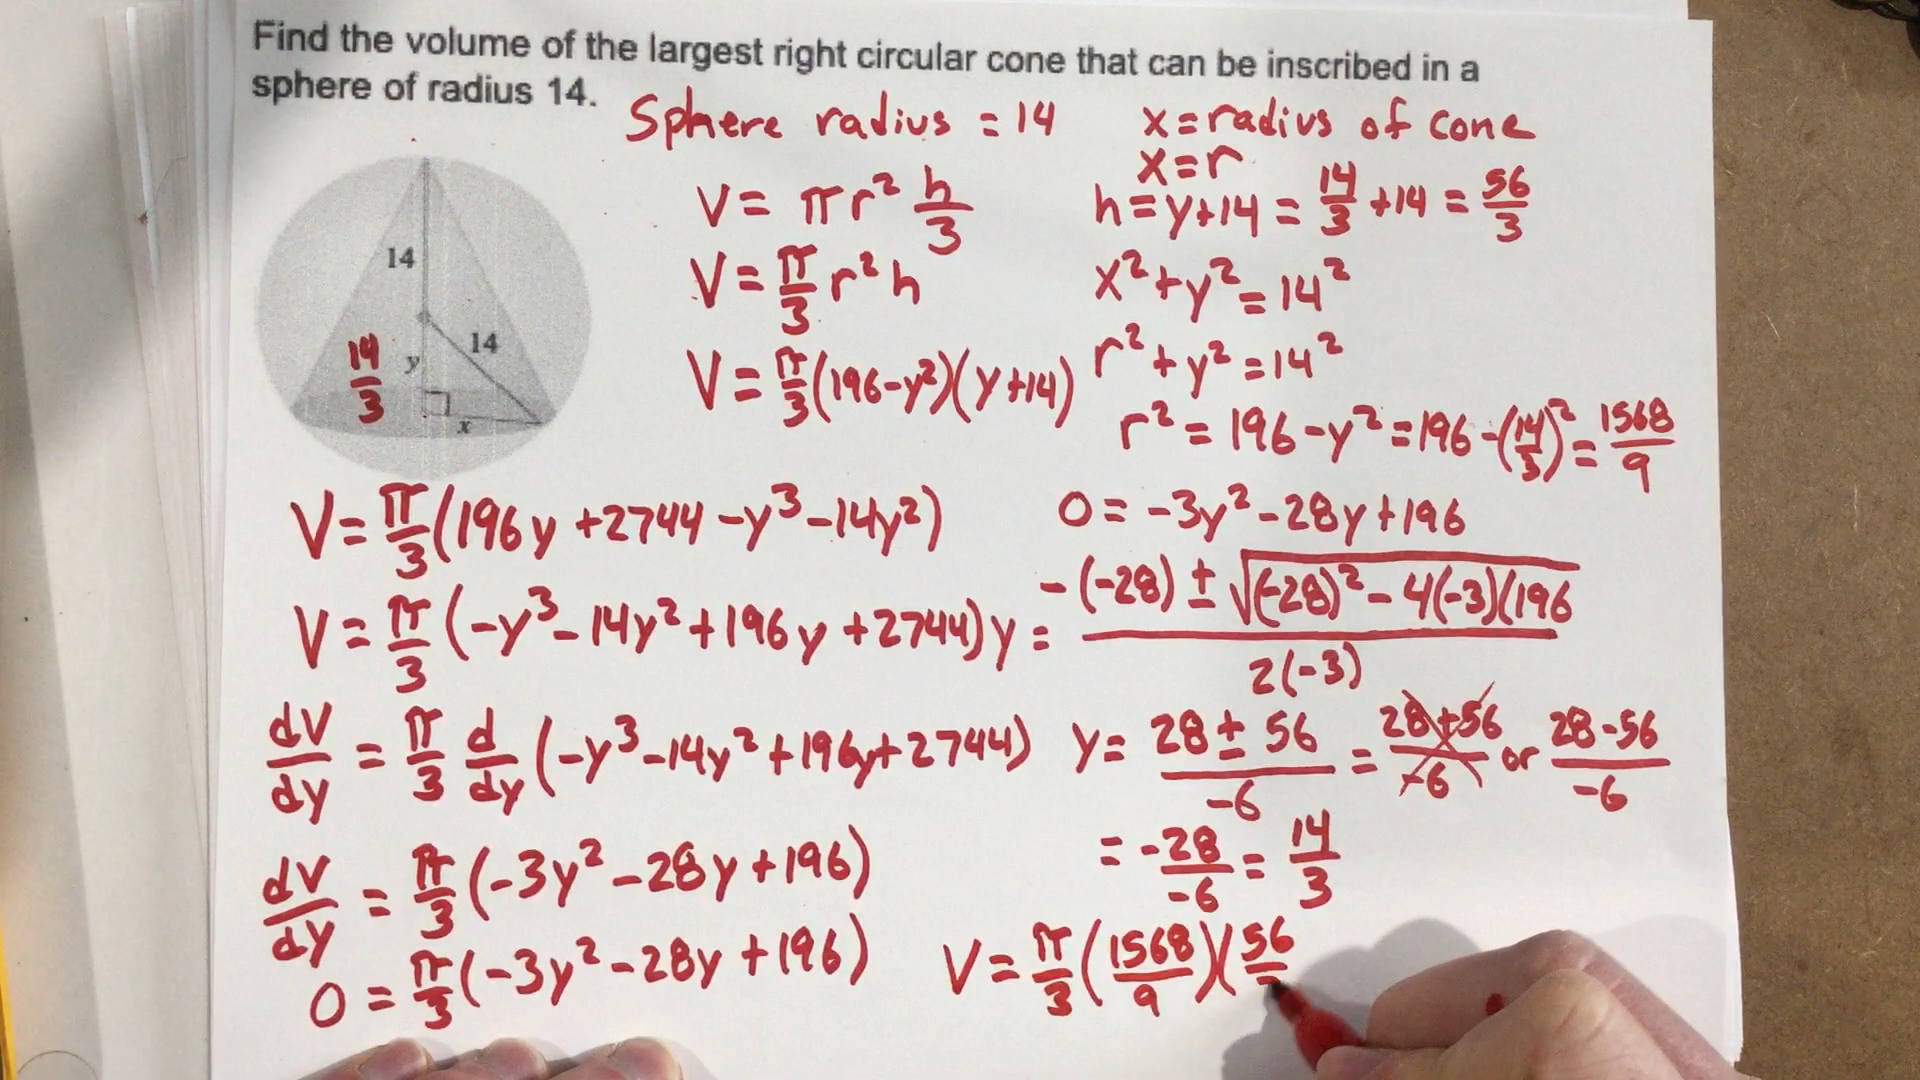 Find the volume of the largest right circular cone that can be inscribed in a
sphere of radius 14.
Sphere radius = 14
x = radius of cone
x = r
V = πr² h/3
h = y+14 = 14/3 + 14 = 56/3
V = π/3 r² h
x² + y² = 14²
r² + y² = 14²
V = π/3 (196-y²)(y+14)
r² = 196 - y² = 196 - (14/3)² = 1568/9
14
14
y
x
14/3
V = π/3 (196y + 2744 - y³ - 14y²)
V = π/3 (-y³ - 14y² + 196y + 2744)
dV/dy = π/3 d/dy (-y³ - 14y² + 196y + 2744)
dV/dy = π/3 (-3y² - 28y + 196)
0 = π/3 (-3y² - 28y + 196)
0 = -3y² - 28y + 196
y = -(-28) ± √(-28)² - 4(-3)(196 / 2(-3)
y = 28 ± 56 / -6 = 28+56 / -6 or 28-56 / -6
= -28/-6 = 14/3
V = π/3 (1568/9)(56